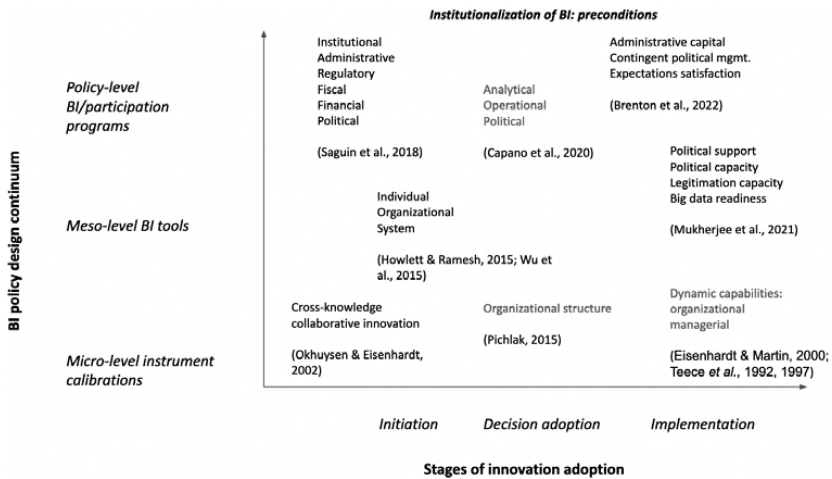 Institutionalization of BI: preconditions
Institutional
Administrative
Regulatory
Fiscal
Financial
Political
(Saguin et al., 2018)
Analytical
Operational
Political
(Capano et al., 2020)
Administrative capital
Contingent political mgmt.
Expectations satisfaction
(Brenton et al., 2022)
Policy-level
BI/participation
programs
Political support
Political capacity
Legitimation capacity
Big data readiness
(Mukherjee et al., 2021)
Individual
Organizational
System
(Howlett & Ramesh, 2015; Wu et
al., 2015)
Meso-level BI tools
BI policy design continuum
Cross-knowledge
collaborative innovation
(Okhuysen & Eisenhardt,
2002)
Organizational structure
(Pichlak, 2015)
Dynamic capabilities:
organizational
managerial
(Eisenhardt & Martin, 2000;
Teece et al., 1992, 1997)
Micro-level instrument
calibrations
Initiation
Decision adoption
Implementation
Stages of innovation adoption